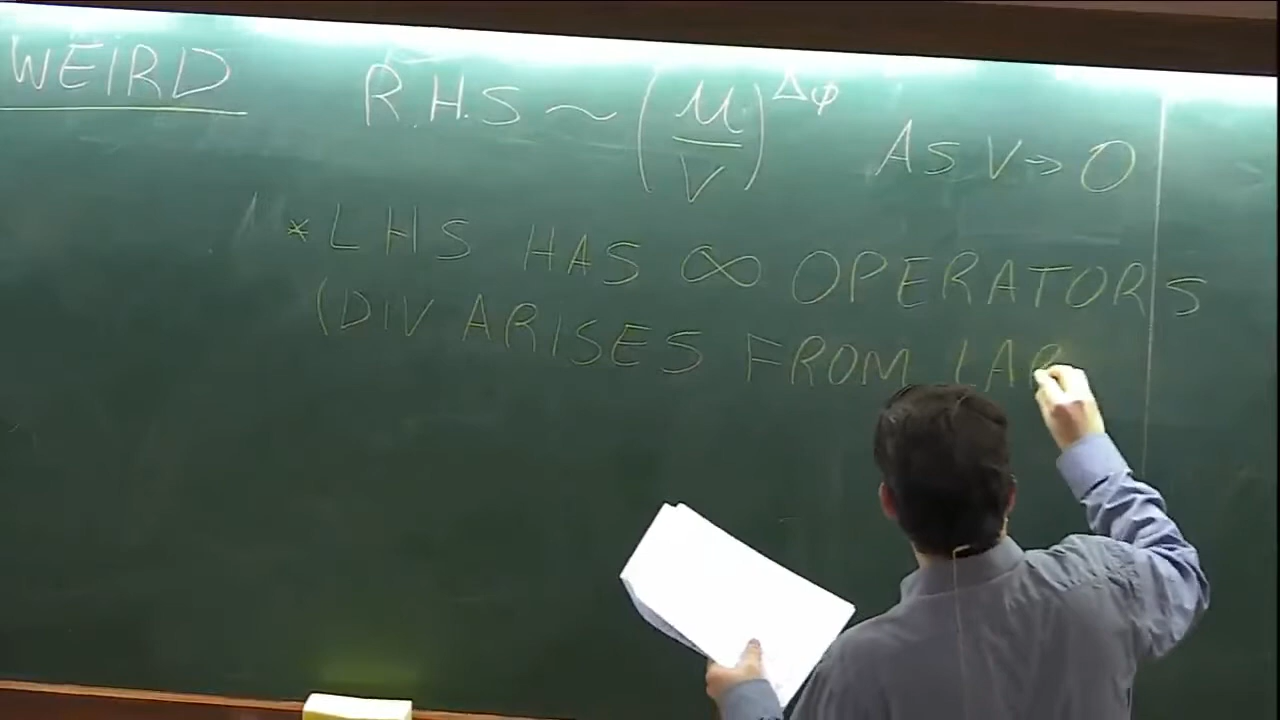 WEIRD R.H.S ~ (u/v)^Δφ AS V → 0
* LHS HAS ∞ OPERATORS
(DIV ARISES FROM LAR